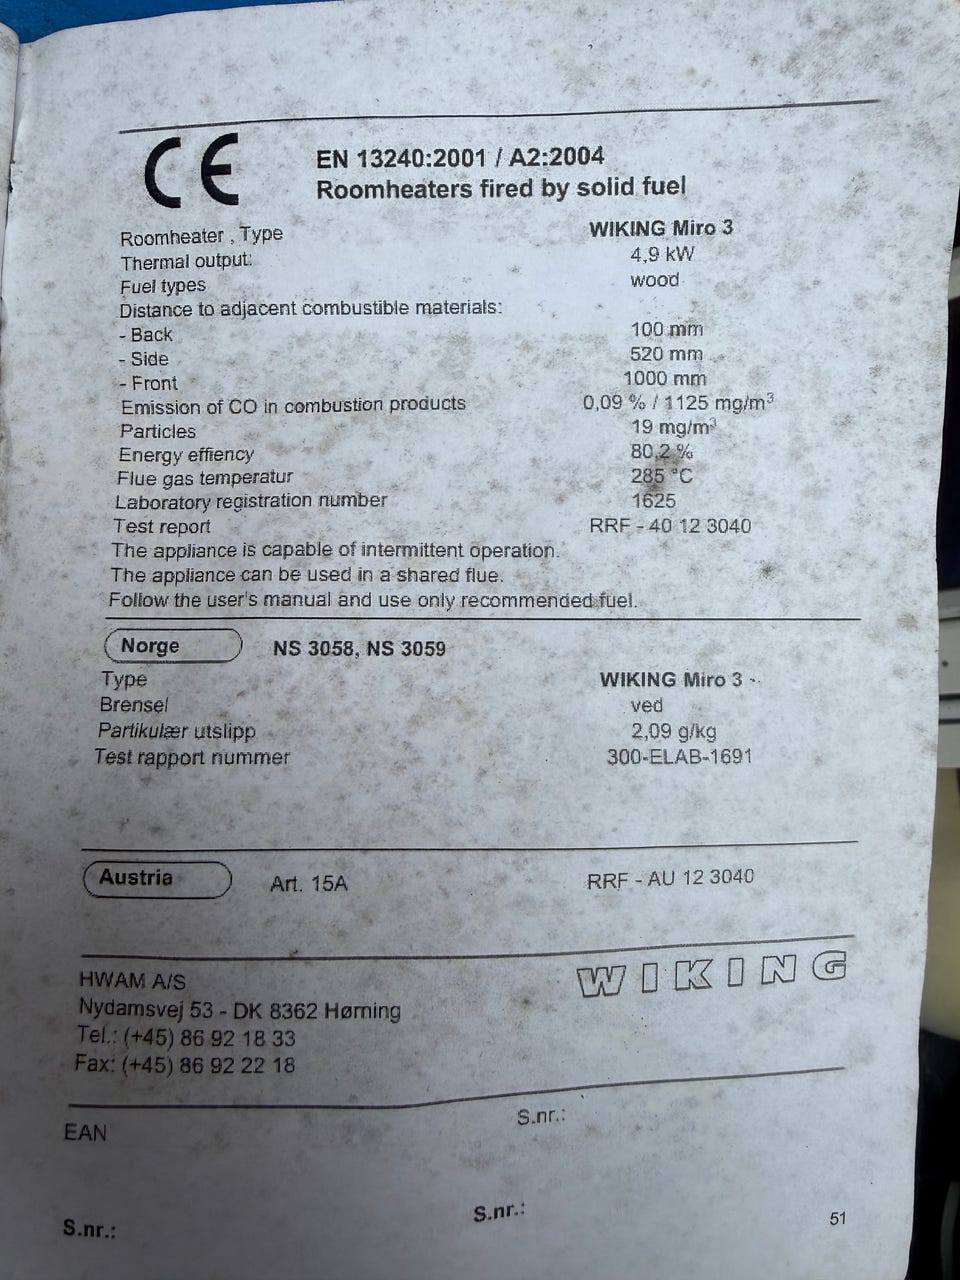 CE
EN 13240:2001 / A2:2004
Roomheaters fired by solid fuel
Roomheater , Type WIKING Miro 3
Thermal output: 4,9 kW
Fuel types wood
Distance to adjacent combustible materials:
- Back 100 mm
- Side 520 mm
- Front 1000 mm
Emission of CO in combustion products 0,09 % / 1125 mg/m³
Particles 19 mg/m³
Energy effiency 80,2 %
Flue gas temperatur 285 °C
Laboratory registration number 1625
Test report RRF - 40 12 3040
The appliance is capable of intermittent operation.
The appliance can be used in a shared flue.
Follow the user's manual and use only recommended fuel.
Norge NS 3058, NS 3059
Type WIKING Miro 3
Brensel ved
Partikulær utslipp 2,09 g/kg
Test rapport nummer 300-ELAB-1691
Austria Art. 15A RRF - AU 12 3040
HWAM A/S WIKING
Nydamsvej 53 - DK 8362 Hørning
Tel.: (+45) 86 92 18 33
Fax: (+45) 86 92 22 18
EAN S.nr.:
S.nr.: S.nr.: 51